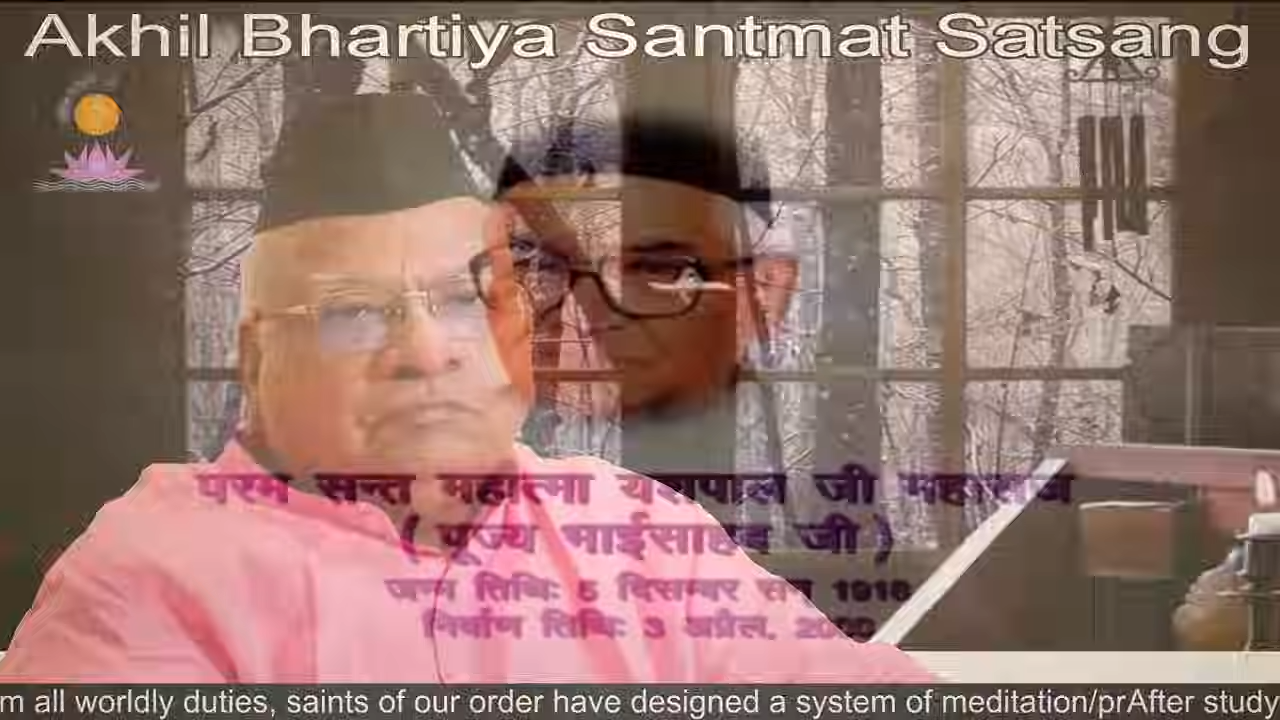 Akhil Bhartiya Santmat Satsang
परम सन्त महात्मा यशपाल जी महाराज
( पूज्य भाईसाहब जी )
जन्म तिथिः 5 दिसम्बर सन् 1918
निर्वाण तिथिः 3 अप्रैल, 2000
m all worldly duties, saints of our order have designed a system of meditation/prAfter study